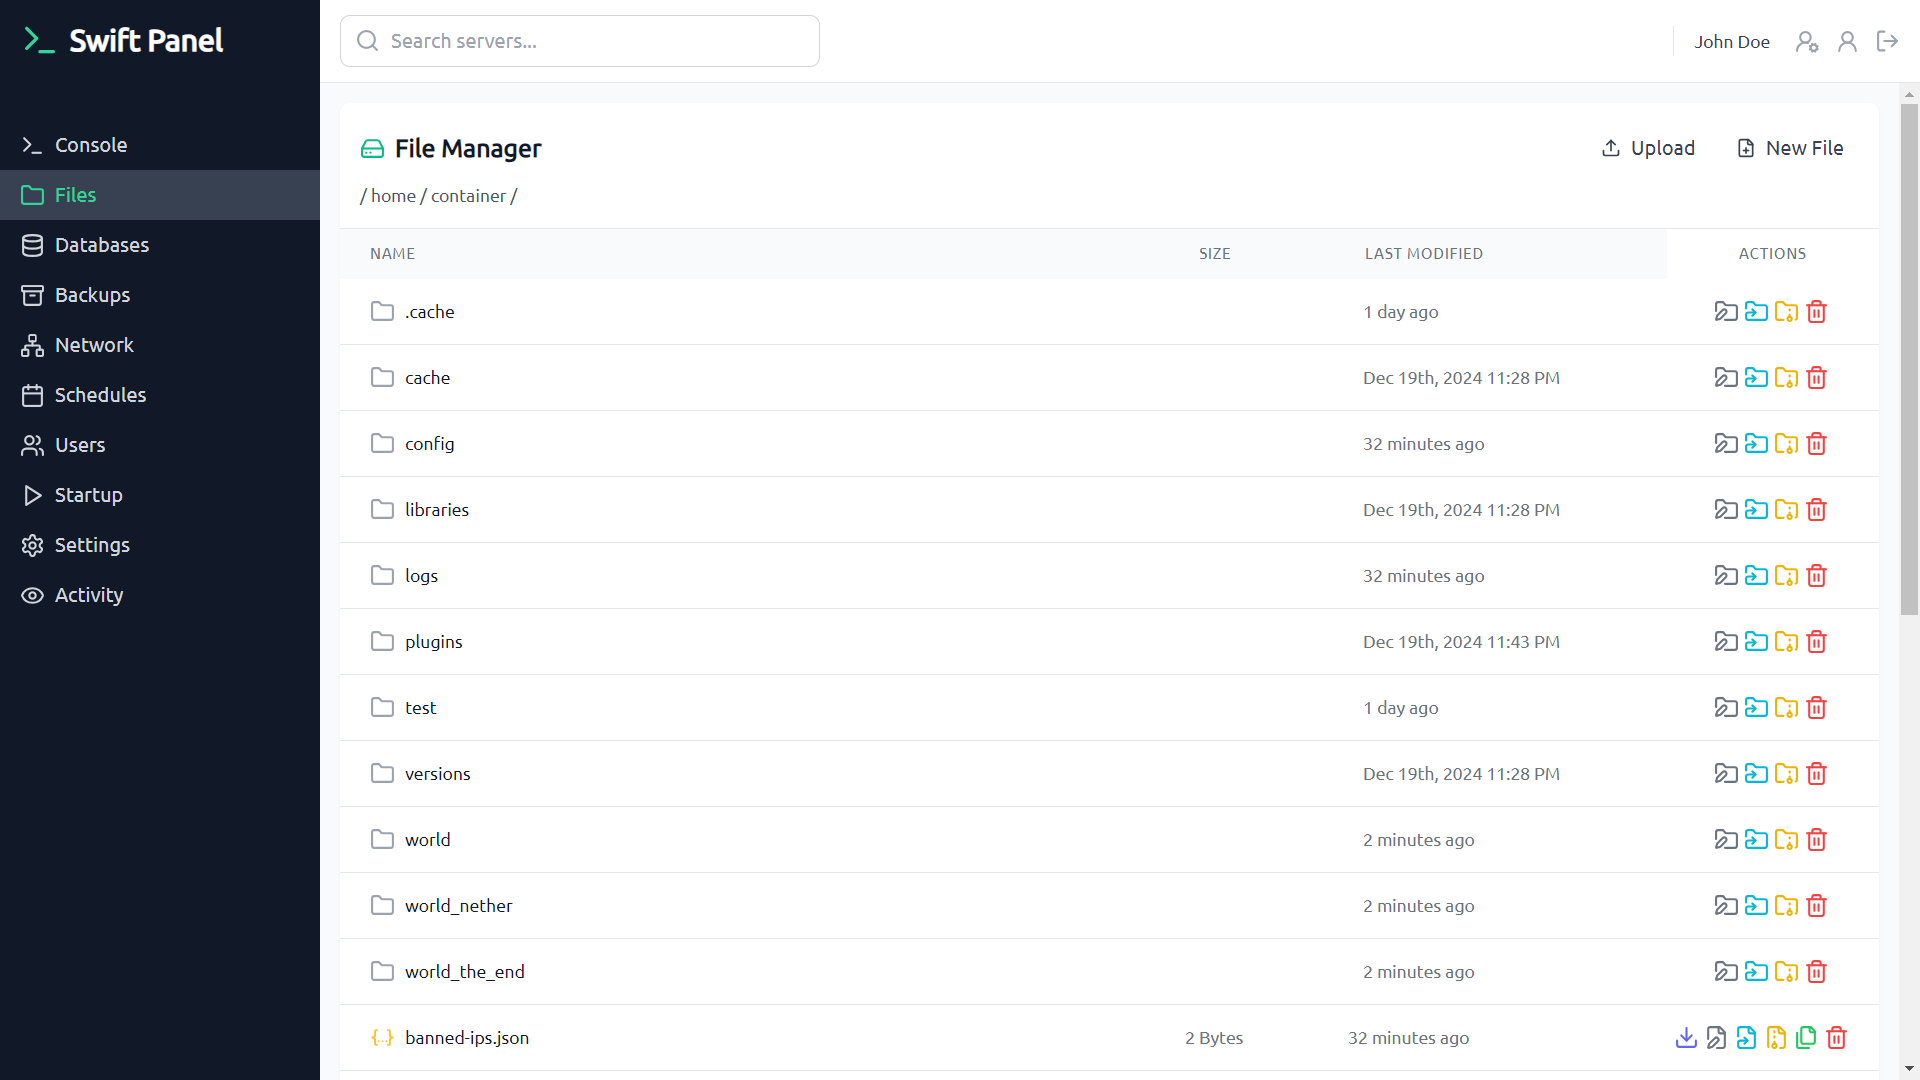 Swift Panel
Search servers...
John Doe
Console
Files
Databases
Backups
Network
Schedules
Users
Startup
Settings
Activity
File Manager
Upload
New File
/ home / container /
NAME SIZE LAST MODIFIED ACTIONS
.cache 1 day ago
cache Dec 19th, 2024 11:28 PM
config 32 minutes ago
libraries Dec 19th, 2024 11:28 PM
logs 32 minutes ago
plugins Dec 19th, 2024 11:43 PM
test 1 day ago
versions Dec 19th, 2024 11:28 PM
world 2 minutes ago
world_nether 2 minutes ago
world_the_end 2 minutes ago
banned-ips.json 2 Bytes 32 minutes ago